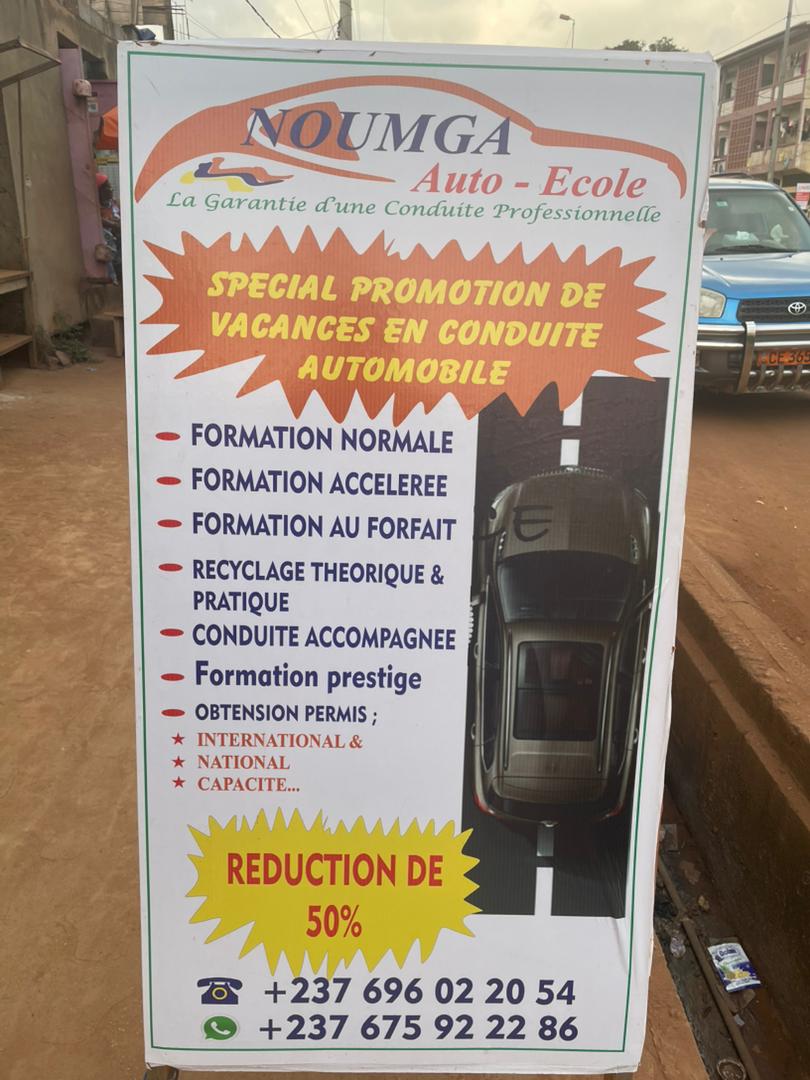 NOUMGA
Auto - Ecole
La Garantie d'une Conduite Professionnelle
SPECIAL PROMOTION DE
VACANCES EN CONDUITE
AUTOMOBILE
FORMATION NORMALE
FORMATION ACCELEREE
FORMATION AU FORFAIT
RECYCLAGE THEORIQUE &
PRATIQUE
CONDUITE ACCOMPAGNEE
Formation prestige
OBTENSION PERMIS ;
INTERNATIONAL &
NATIONAL
CAPACITE...
REDUCTION DE
50%
+237 696 02 20 54
+237 675 92 22 86
CE